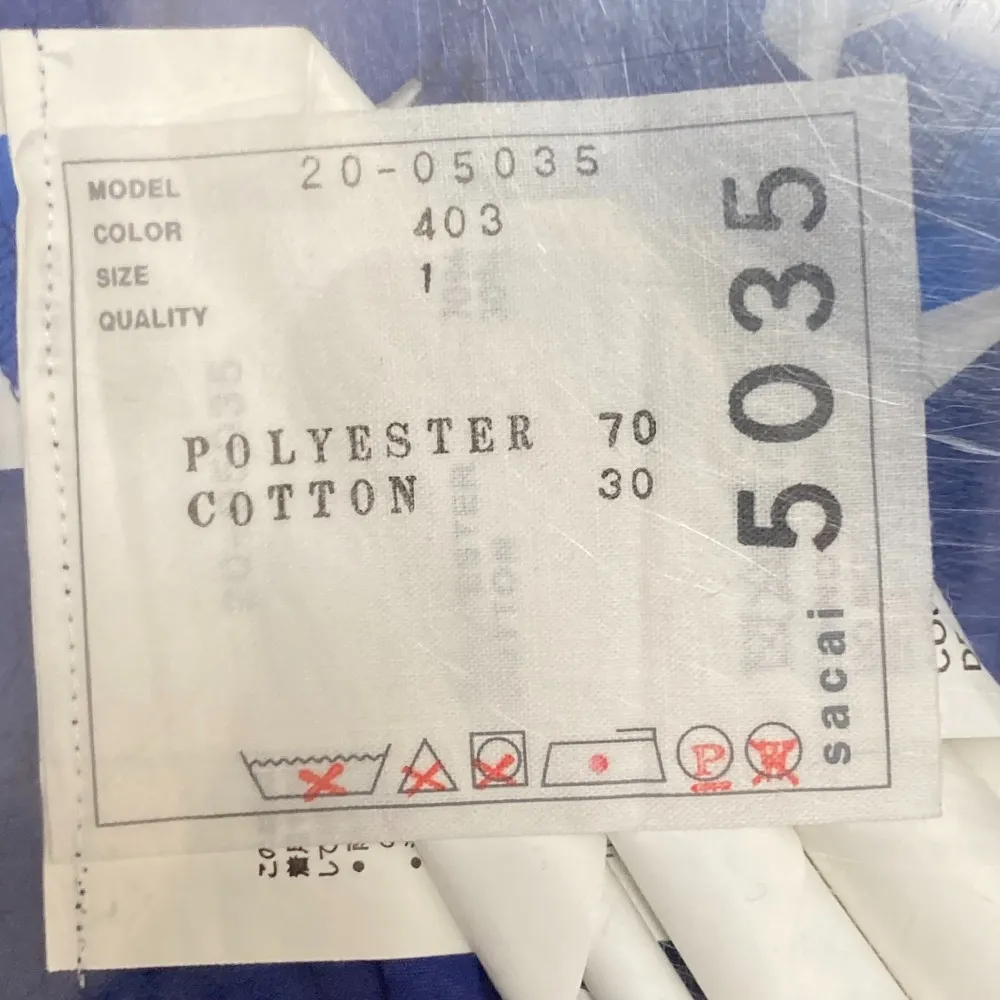 MODEL 20-05035
COLOR 403
SIZE 1
QUALITY
POLYESTER 70
COTTON 30
P
W
sacai 5035